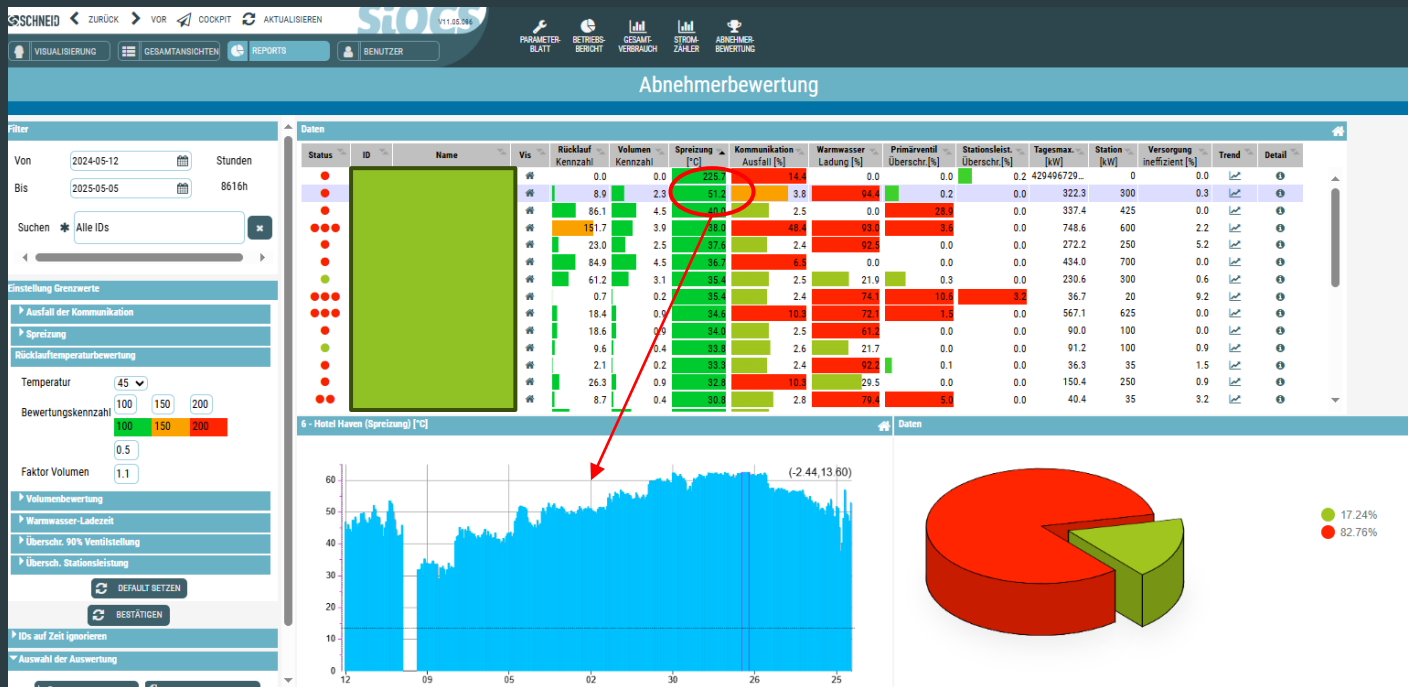 SCHNEID ZURÜCK VOR COCKPIT AKTUALISIEREN SiOCS V11.05.086
VISUALISIERUNG GESAMTANSICHTEN REPORTS BENUTZER
PARAMETER-BLATT BETRIEBS-BERICHT GESAMT-VERBRAUCH STROM-ZÄHLER ABNEHMER-BEWERTUNG
Abnehmerbewertung
Filter
Von 2024-05-12 Stunden
Bis 2025-05-05 8616h
Suchen ✱ Alle IDs
Einstellung Grenzwerte
Ausfall der Kommunikation
Spreizung
Rücklauftemperaturbewertung
Temperatur 45
Bewertungskennzahl 100 150 200
100 150 200
0.5
Faktor Volumen 1.1
Volumenbewertung
Warmwasser-Ladezeit
Überschr. 90% Ventilstellung
Übersch. Stationsleistung
DEFAULT SETZEN
BESTÄTIGEN
IDs auf Zeit ignorieren
Auswahl der Auswertung
Daten
Status ID Name Vis Rücklauf Kennzahl Volumen Kennzahl Spreizung [°C] Kommunikation Ausfall [%] Warmwasser Ladung [%] Primärventil Überschr.[%] Stationsleist. Überschr.[%] Tagesmax. [kW] Station [kW] Versorgung ineffizient [%] Trend Detail
0.0 0.0 225.7 14.4 0.0 0.0 0.2 429496729... 0 0.0
8.9 2.3 51.2 3.8 94.4 0.2 0.0 322.3 300 0.3
86.1 4.5 40.0 2.5 0.0 28.9 0.0 337.4 425 0.0
151.7 3.9 38.0 48.4 93.0 3.6 0.0 748.6 600 2.2
23.0 2.5 37.6 2.4 92.5 0.0 0.0 272.2 250 5.2
84.9 4.5 36.7 6.5 0.0 0.0 0.0 434.0 700 0.0
61.2 3.1 35.4 2.5 21.9 0.3 0.0 230.6 300 0.6
0.7 0.2 35.4 2.4 74.1 10.6 3.2 36.7 20 9.2
18.4 0.9 34.6 10.3 72.1 1.5 0.0 567.1 625 0.0
18.6 0.9 34.0 2.5 61.2 0.0 0.0 90.0 100 0.0
9.6 0.4 33.8 2.6 21.7 0.0 0.0 91.2 100 0.9
2.1 0.2 33.3 2.4 92.2 0.1 0.0 36.3 35 1.5
26.3 0.9 32.8 10.3 29.5 0.0 0.0 150.4 250 0.9
8.7 0.4 30.8 2.8 79.4 5.0 0.0 40.4 35 3.2
6 - Hotel Haven (Spreizung) [°C]
(-2.44,13.60)
60
50
40
30
20
10
0
12 09 05 02 30 26 25
Daten
17.24%
82.76%